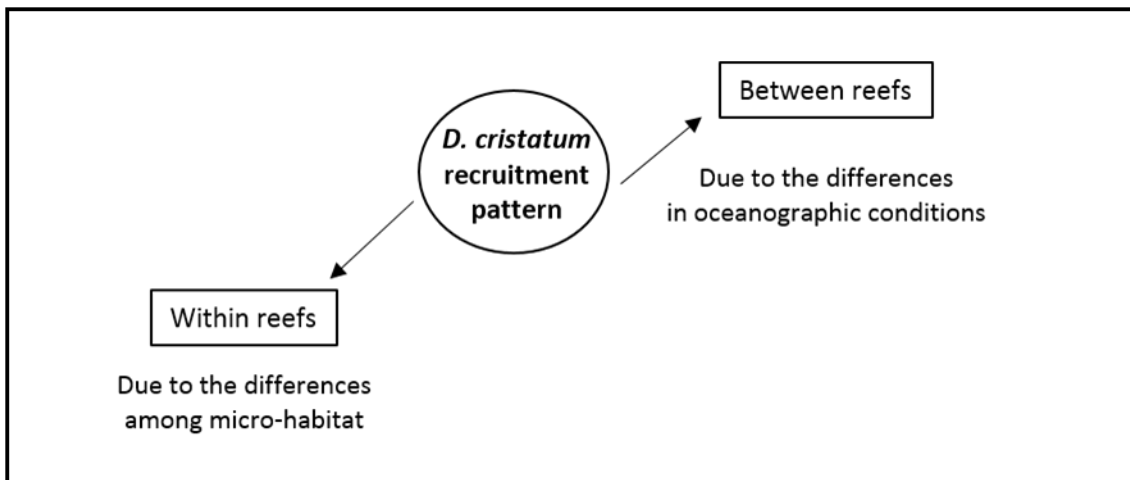 D. cristatum
recruitment
pattern
Between reefs
Due to the differences
in oceanographic conditions
Within reefs
Due to the differences
among micro-habitat